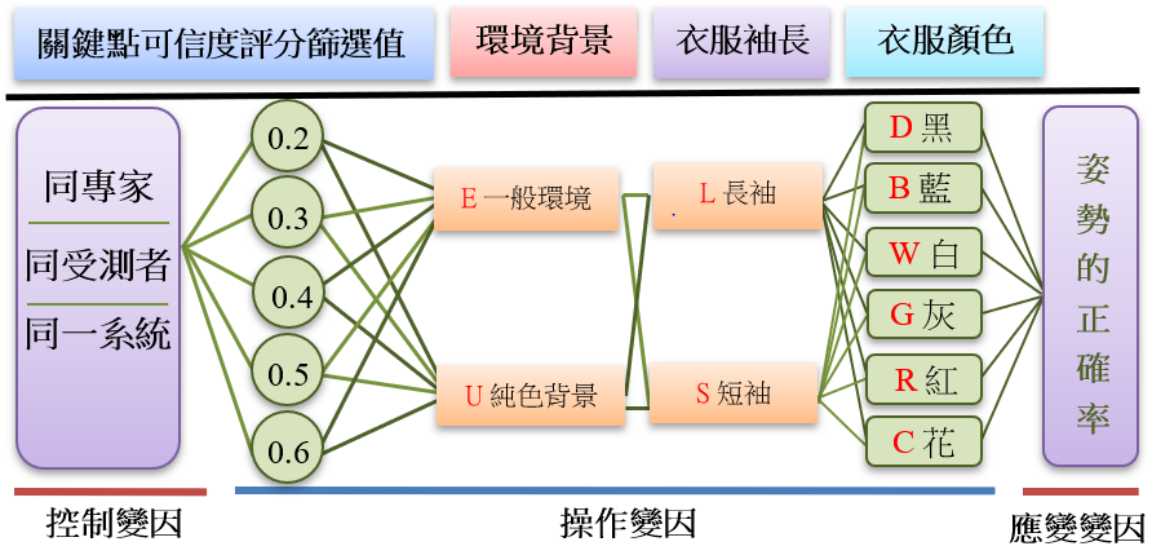 關鍵點可信度評分篩選值
環境背景
衣服袖長
衣服顏色
同專家
同受測者
同一系統
0.2
0.3
0.4
0.5
0.6
E 一般環境
U 純色背景
L 長袖
S 短袖
D 黑
B 藍
W 白
G 灰
R 紅
C 花
姿勢的正確率
控制變因
操作變因
應變變因